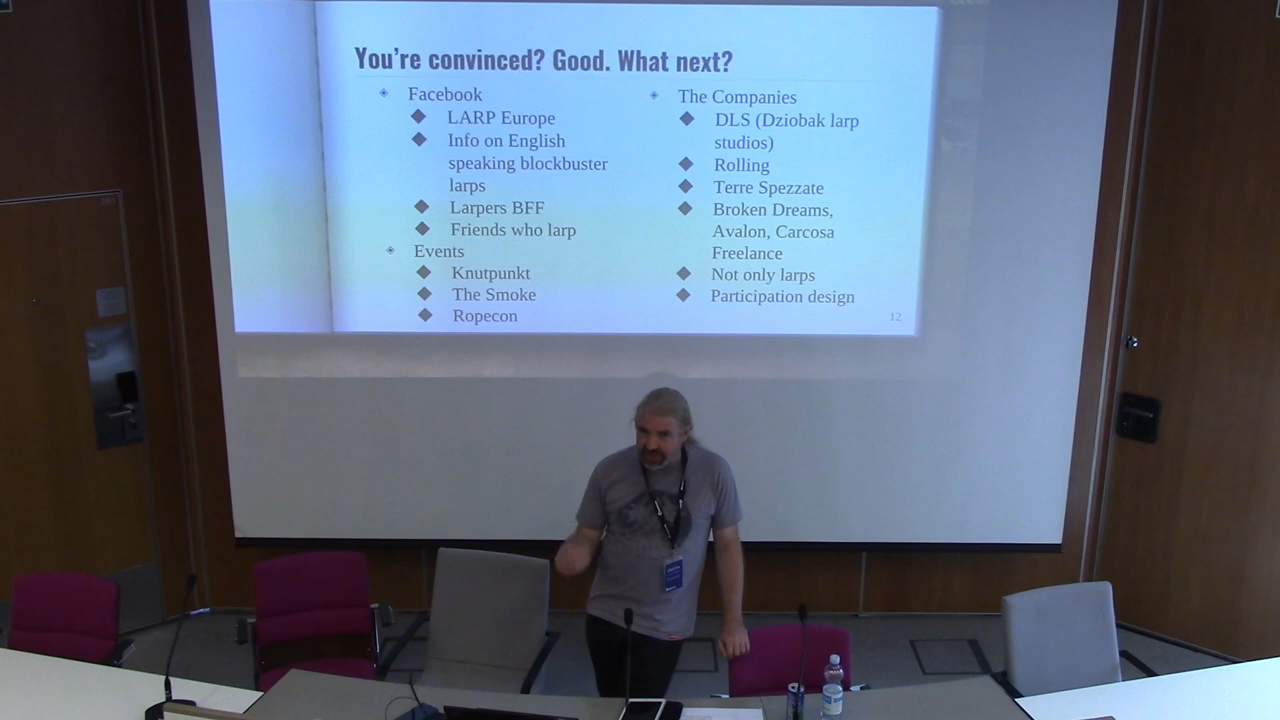 You're convinced? Good. What next?
Facebook
LARP Europe
Info on English
speaking blockbuster
larps
Larpers BFF
Friends who larp
Events
Knutpunkt
The Smoke
Ropecon
The Companies
DLS (Dziobak larp
studios)
Rolling
Terre Spezzate
Broken Dreams,
Avalon, Carcosa
Freelance
Not only larps
Participation design
12